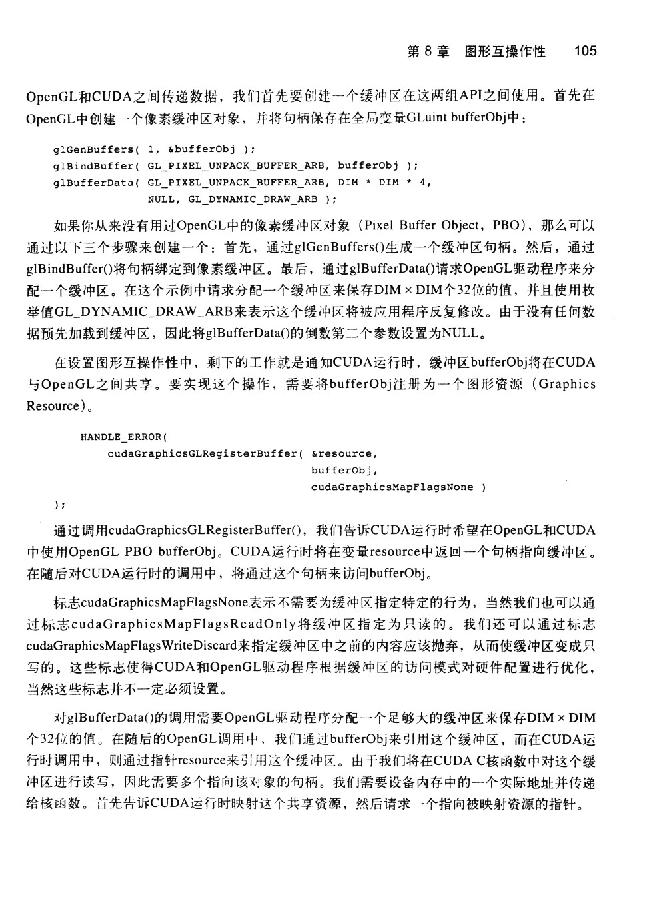 第 8 章 图形互操作性 105
OpenGL和CUDA之间传递数据，我们首先要创建一个缓冲区在这两组API之间使用。首先在
OpenGL中创建一个像素缓冲区对象，并将句柄保存在全局变量GLuint bufferObj中：
glGenBuffers( 1, &bufferObj );
glBindBuffer( GL_PIXEL_UNPACK_BUFFER_ARB, bufferObj );
glBufferData( GL_PIXEL_UNPACK_BUFFER_ARB, DIM * DIM * 4,
NULL, GL_DYNAMIC_DRAW_ARB );
如果你从来没有用过OpenGL中的像素缓冲区对象（Pixel Buffer Object，PBO），那么可以
通过以下三个步骤来创建一个：首先，通过glGenBuffers()生成一个缓冲区句柄。然后，通过
glBindBuffer()将句柄绑定到像素缓冲区。最后，通过glBufferData()请求OpenGL驱动程序来分
配一个缓冲区。在这个示例中请求分配一个缓冲区来保存DIM×DIM个32位的值，并且使用枚
举值GL_DYNAMIC_DRAW_ARB来表示这个缓冲区将被应用程序反复修改。由于没有任何数
据预先加载到缓冲区，因此将glBufferData()的倒数第二个参数设置为NULL。
在设置图形互操作性中，剩下的工作就是通知CUDA运行时，缓冲区bufferObj将在CUDA
与OpenGL之间共享。要实现这个操作，需要将bufferObj注册为一个图形资源（Graphics
Resource）。
HANDLE_ERROR(
cudaGraphicsGLRegisterBuffer( &resource,
bufferObj,
cudaGraphicsMapFlagsNone )
);
通过调用cudaGraphicsGLRegisterBuffer()，我们告诉CUDA运行时希望在OpenGL和CUDA
中使用OpenGL PBO bufferObj。CUDA运行时将在变量resource中返回一个句柄指向缓冲区。
在随后对CUDA运行时的调用中，将通过这个句柄来访问bufferObj。
标志cudaGraphicsMapFlagsNone表示不需要为缓冲区指定特定的行为，当然我们也可以通
过标志cudaGraphicsMapFlagsReadOnly将缓冲区指定为只读的。我们还可以通过标志
cudaGraphicsMapFlagsWriteDiscard来指定缓冲区中之前的内容应该抛弃，从而使缓冲区变成只
写的。这些标志使得CUDA和OpenGL驱动程序根据缓冲区的访问模式对硬件配置进行优化，
当然这些标志并不一定必须设置。
对glBufferData()的调用需要OpenGL驱动程序分配一个足够大的缓冲区来保存DIM×DIM
个32位的值。在随后的OpenGL调用中，我们通过bufferObj来引用这个缓冲区，而在CUDA运
行时调用中，则通过指针resource来引用这个缓冲区。由于我们将在CUDA C核函数中对这个缓
冲区进行读写，因此需要多个指向该对象的句柄。我们需要设备内存中的一个实际地址并传递
给核函数。首先告诉CUDA运行时映射这个共享资源，然后请求一个指向被映射资源的指针。